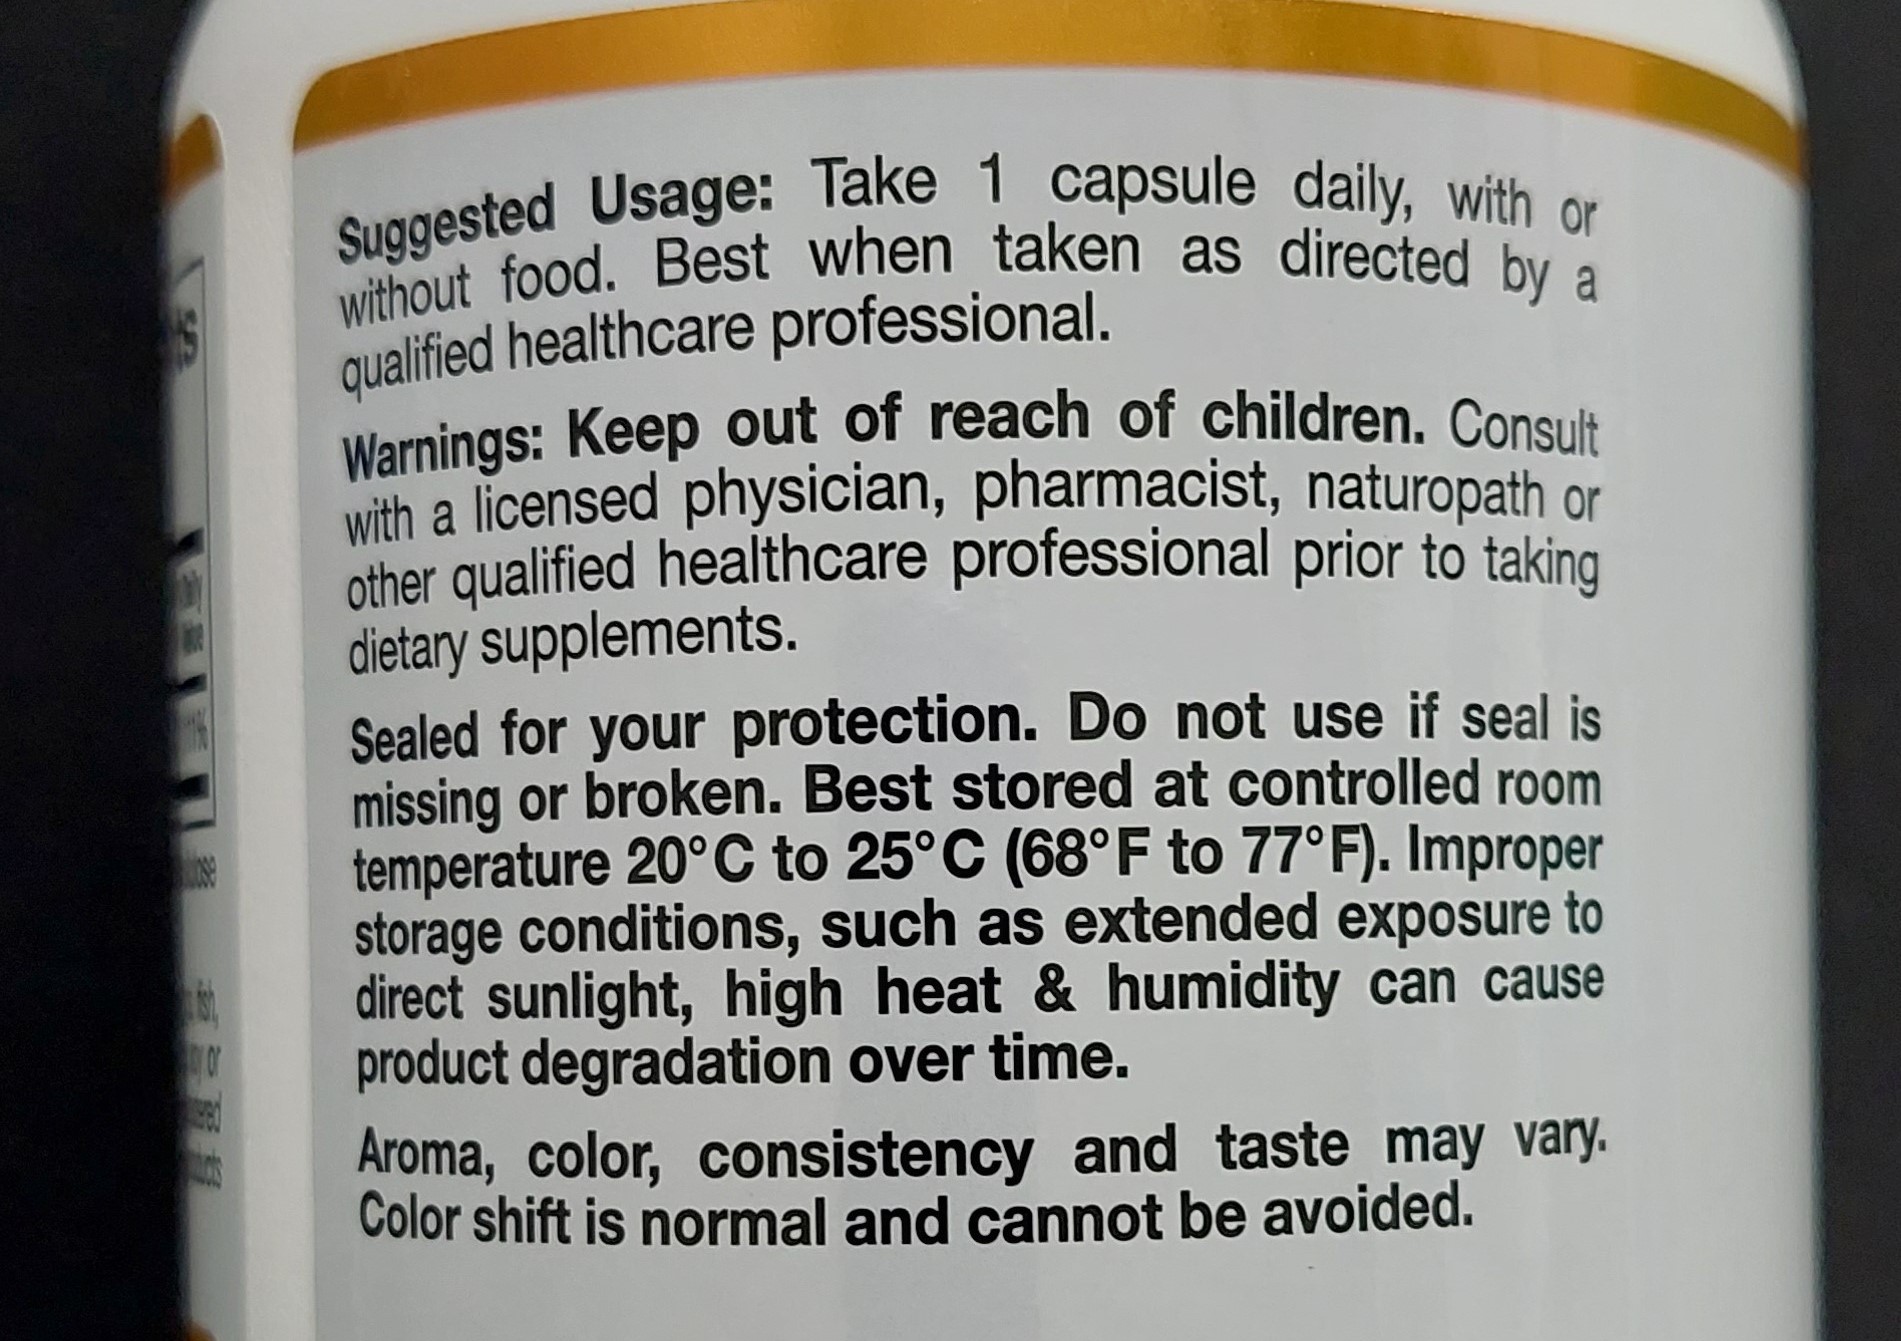 Suggested Usage: Take 1 capsule daily, with or
without food. Best when taken as directed by a
qualified healthcare professional.
Warnings: Keep out of reach of children. Consult
with a licensed physician, pharmacist, naturopath or
other qualified healthcare professional prior to taking
dietary supplements.
Sealed for your protection. Do not use if seal is
missing or broken. Best stored at controlled room
temperature 20°C to 25°C (68°F to 77°F). Improper
storage conditions, such as extended exposure to
direct sunlight, high heat & humidity can cause
product degradation over time.
Aroma, color, consistency and taste may vary.
Color shift is normal and cannot be avoided.
fish,
or